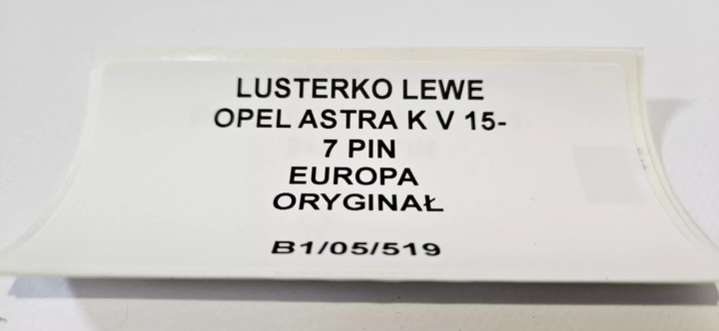 LUSTERKO LEWE
OPEL ASTRA K V 15-
7 PIN
EUROPA
ORYGINAŁ
B1/05/519